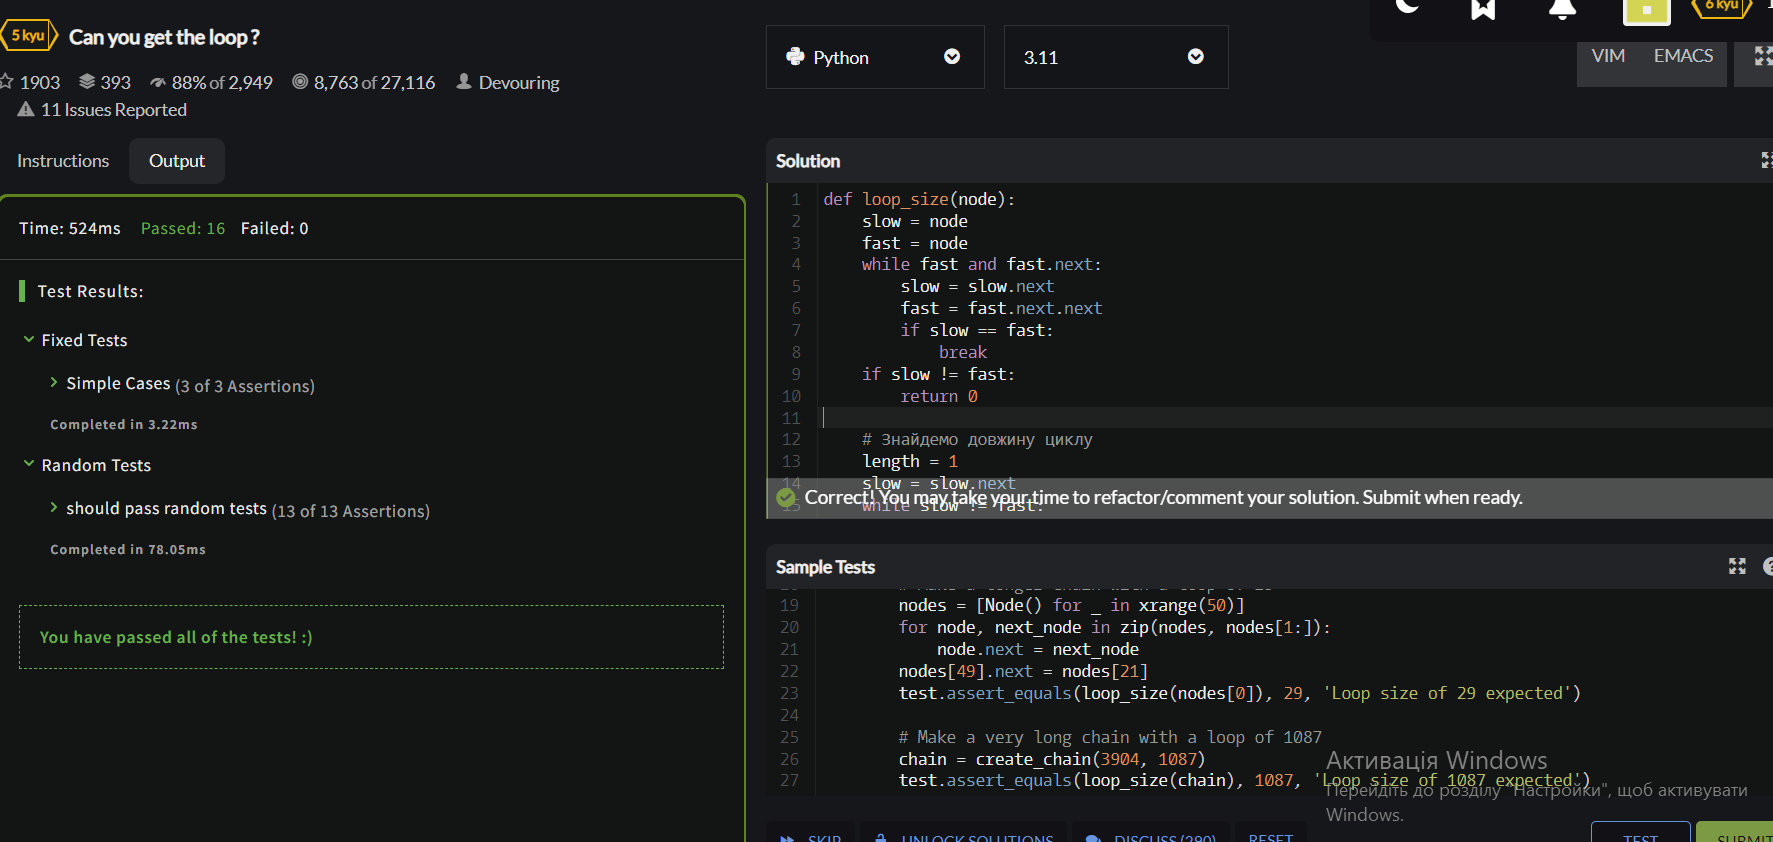 5 kyu Can you get the loop ?
1903 393 88% of 2,949 8,763 of 27,116 Devouring
11 Issues Reported
Instructions Output
Time: 524ms Passed: 16 Failed: 0
Test Results:
Fixed Tests
Simple Cases (3 of 3 Assertions)
Completed in 3.22ms
Random Tests
should pass random tests (13 of 13 Assertions)
Completed in 78.05ms
You have passed all of the tests! :)
6 kyu
Python 3.11 VIM EMACS
Solution
1 def loop_size(node):
2 slow = node
3 fast = node
4 while fast and fast.next:
5 slow = slow.next
6 fast = fast.next.next
7 if slow == fast:
8 break
9 if slow != fast:
10 return 0
11
12 # Знайдемо довжину циклу
13 length = 1
14 slow = slow.next
Correct! You may take your time to refactor/comment your solution. Submit when ready.
15 while slow != fast:
Sample Tests
19 nodes = [Node() for _ in xrange(50)]
20 for node, next_node in zip(nodes, nodes[1:]):
21 node.next = next_node
22 nodes[49].next = nodes[21]
23 test.assert_equals(loop_size(nodes[0]), 29, 'Loop size of 29 expected')
24
25 # Make a very long chain with a loop of 1087
26 chain = create_chain(3904, 1087)
27 test.assert_equals(loop_size(chain), 1087, 'Loop size of 1087 expected')
Активація Windows
Перейдіть до розділу "Настройки", щоб активувати
Windows.
SKIP UNLOCK SOLUTIONS DISCUSS (290) RESET TEST SUBMIT